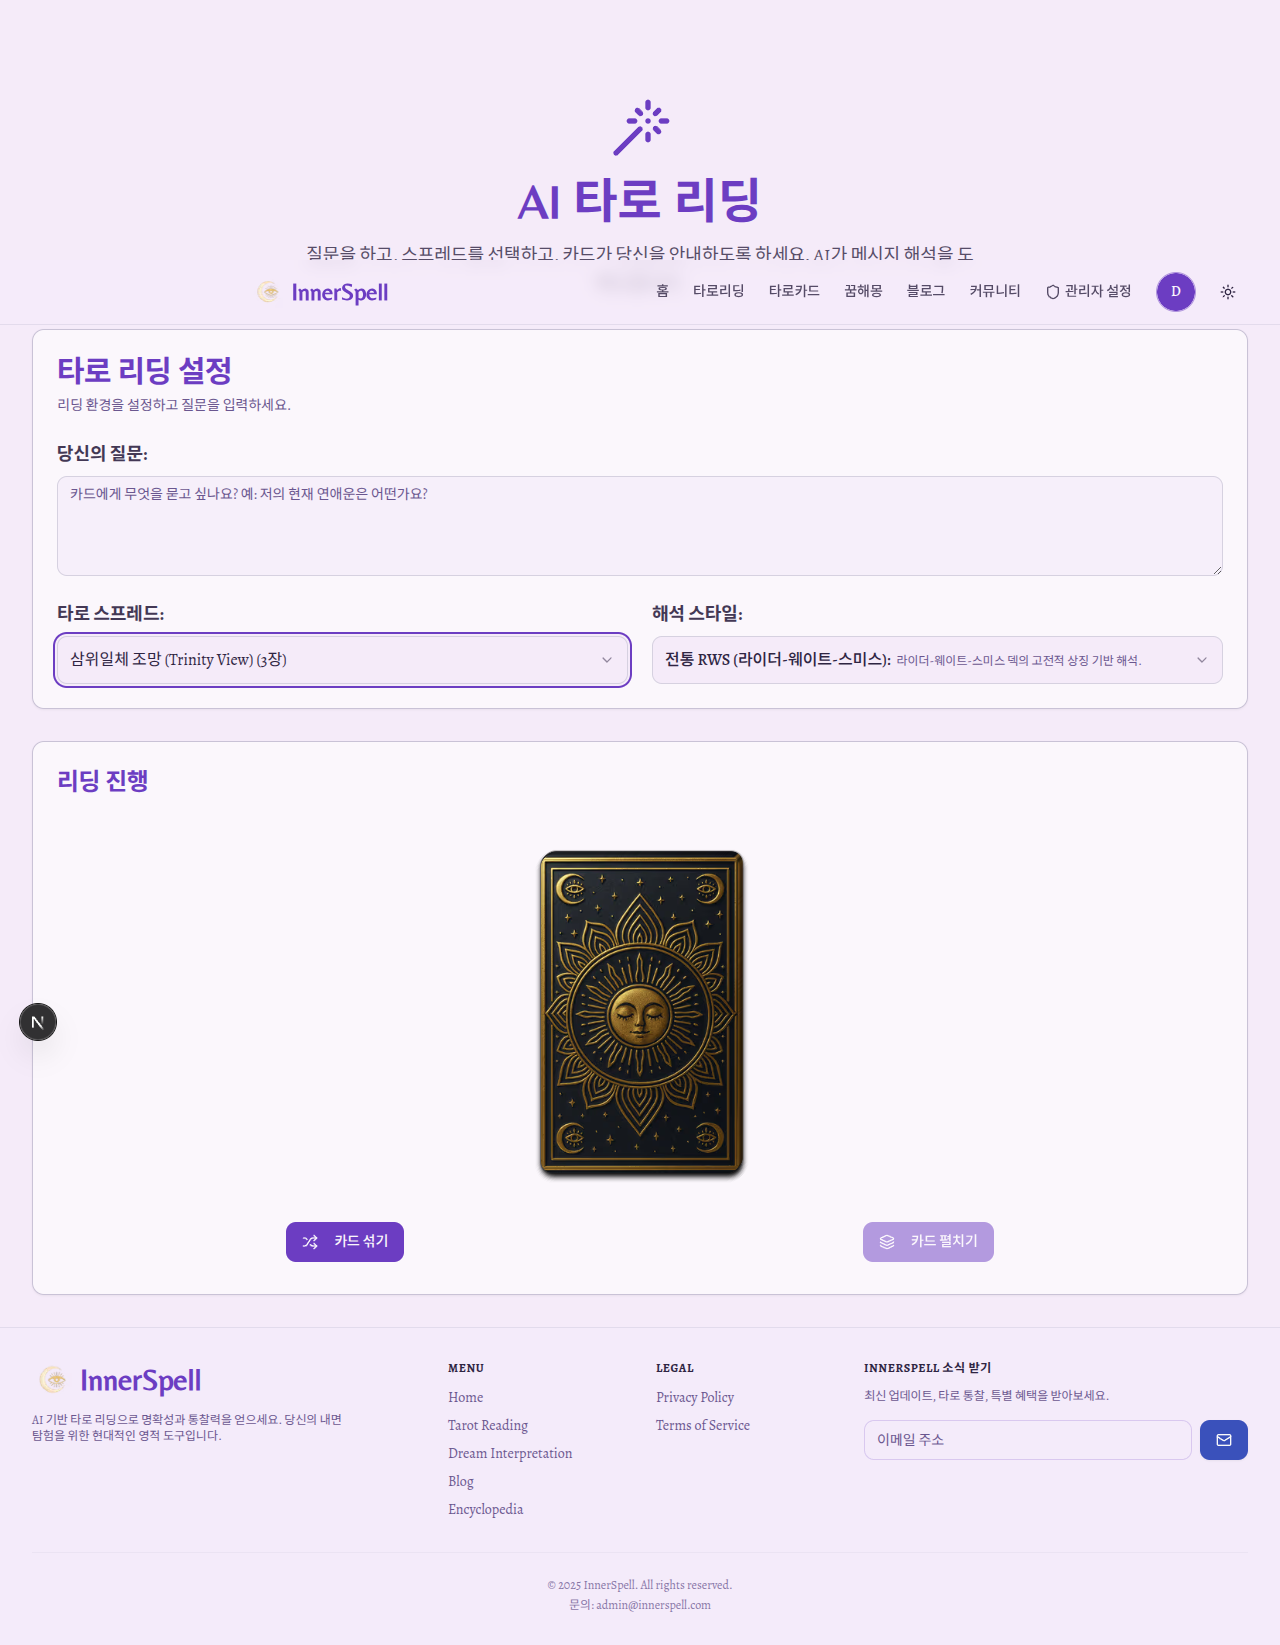 AI 타로 리딩
질문을 하고, 스프레드를 선택하고, 카드가 당신을 안내하도록 하세요. AI가 메시지 해석을 도
InnerSpell
홈 타로리딩 타로카드 꿈해몽 블로그 커뮤니티 관리자 설정 D
타로 리딩 설정
리딩 환경을 설정하고 질문을 입력하세요.
당신의 질문:
카드에게 무엇을 묻고 싶나요? 예: 저의 현재 연애운은 어떤가요?
타로 스프레드:
삼위일체 조망 (Trinity View) (3장)
해석 스타일:
전통 RWS (라이더-웨이트-스미스): 라이더-웨이트-스미스 덱의 고전적 상징 기반 해석.
리딩 진행
N
카드 섞기
카드 펼치기
InnerSpell
AI 기반 타로 리딩으로 명확성과 통찰력을 얻으세요. 당신의 내면
탐험을 위한 현대적인 영적 도구입니다.
MENU
Home
Tarot Reading
Dream Interpretation
Blog
Encyclopedia
LEGAL
Privacy Policy
Terms of Service
INNERSPELL 소식 받기
최신 업데이트, 타로 통찰, 특별 혜택을 받아보세요.
이메일 주소
© 2025 InnerSpell. All rights reserved.
문의: admin@innerspell.com